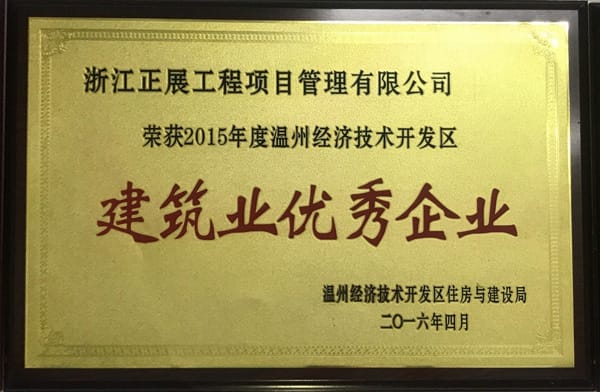 浙江正展工程项目管理有限公司
荣获2015年度温州经济技术开发区
建筑业优秀企业
温州经济技术开发区住房与建设局
二〇一六年四月